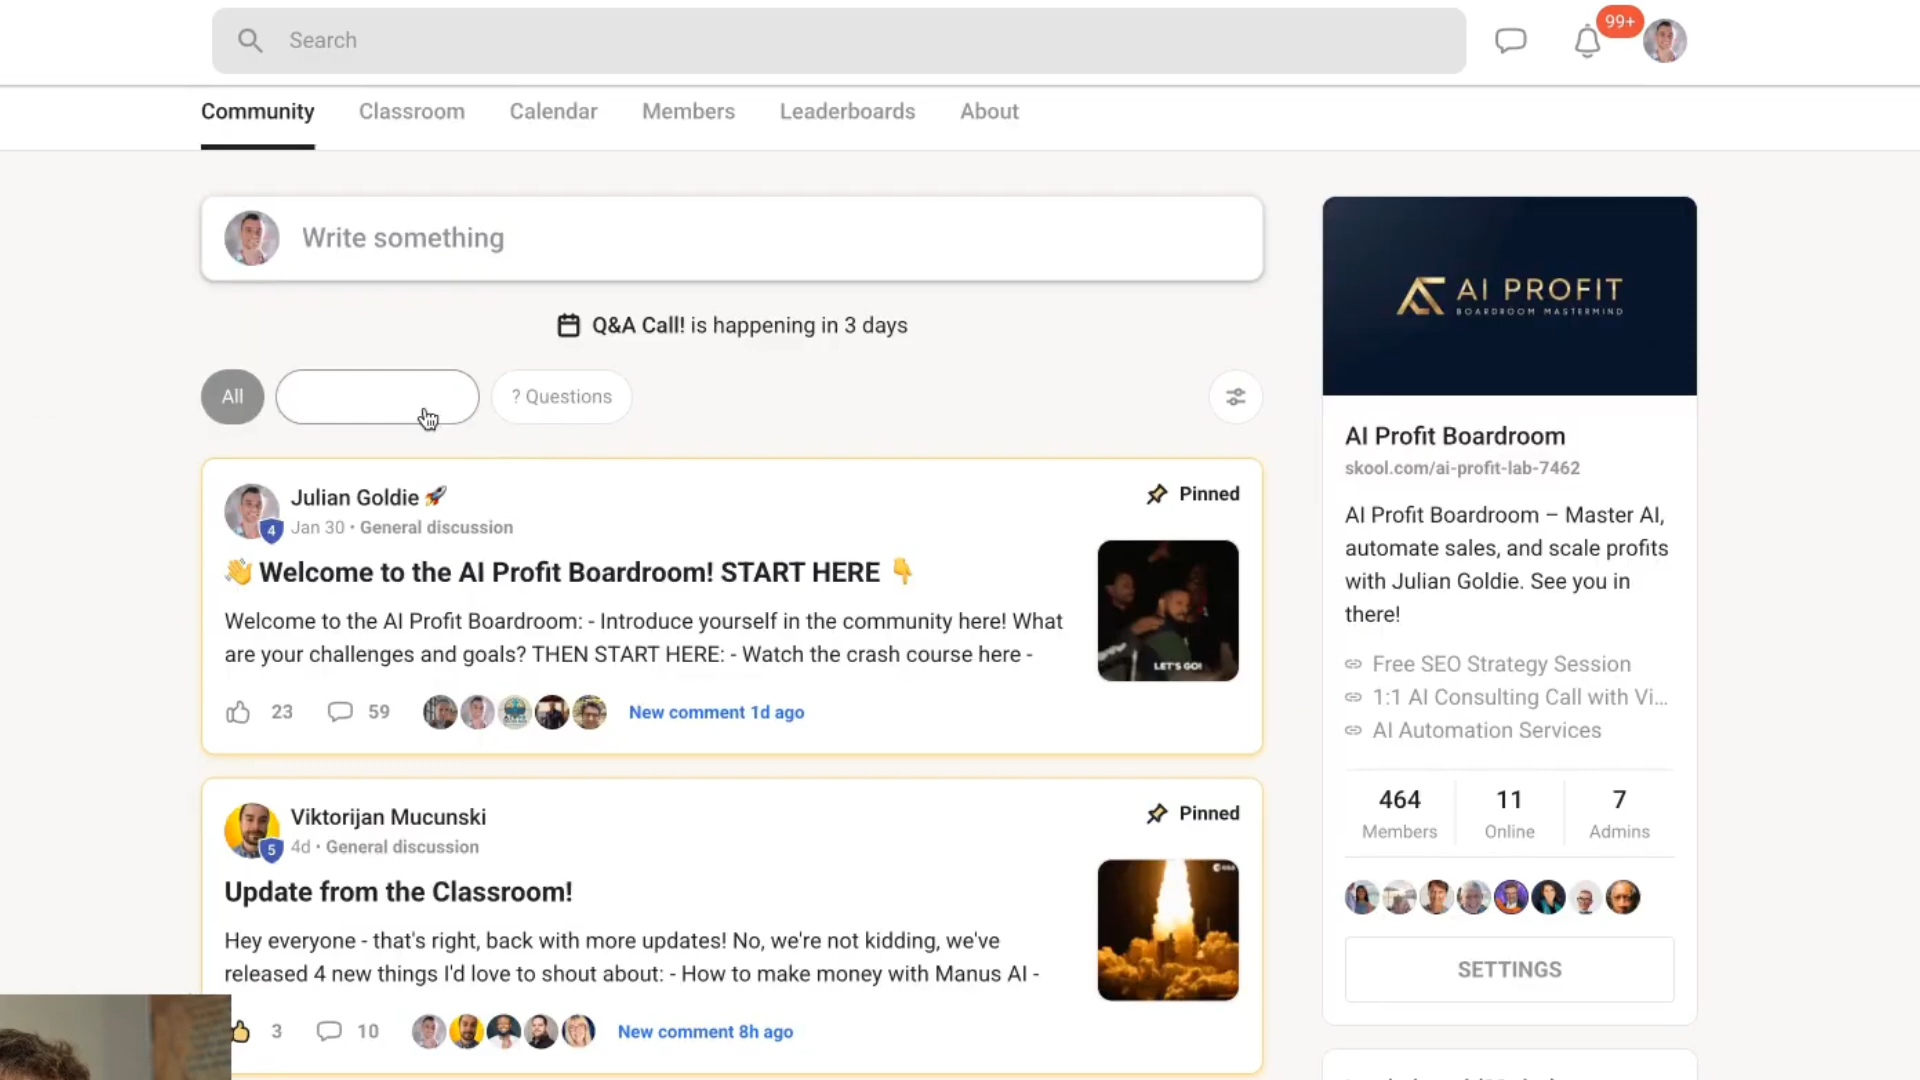 Search
99+
Community
Classroom
Calendar
Members
Leaderboards
About
Write something
Q&A Call! is happening in 3 days
All
? Questions
Julian Goldie 🚀
4
Jan 30 • General discussion
Pinned
👋 Welcome to the AI Profit Boardroom! START HERE 👇
Welcome to the AI Profit Boardroom: - Introduce yourself in the community here! What
are your challenges and goals? THEN START HERE: - Watch the crash course here -
LET'S GO!
23
59
New comment 1d ago
Viktorijan Mucunski
5
4d • General discussion
Pinned
Update from the Classroom!
Hey everyone - that's right, back with more updates! No, we're not kidding, we've
released 4 new things I'd love to shout about: - How to make money with Manus AI -
esa
3
10
New comment 8h ago
AI PROFIT
BOARDROOM MASTERMIND
AI Profit Boardroom
skool.com/ai-profit-lab-7462
AI Profit Boardroom – Master AI,
automate sales, and scale profits
with Julian Goldie. See you in
there!
Free SEO Strategy Session
1:1 AI Consulting Call with Vi...
AI Automation Services
464
Members
11
Online
7
Admins
SETTINGS